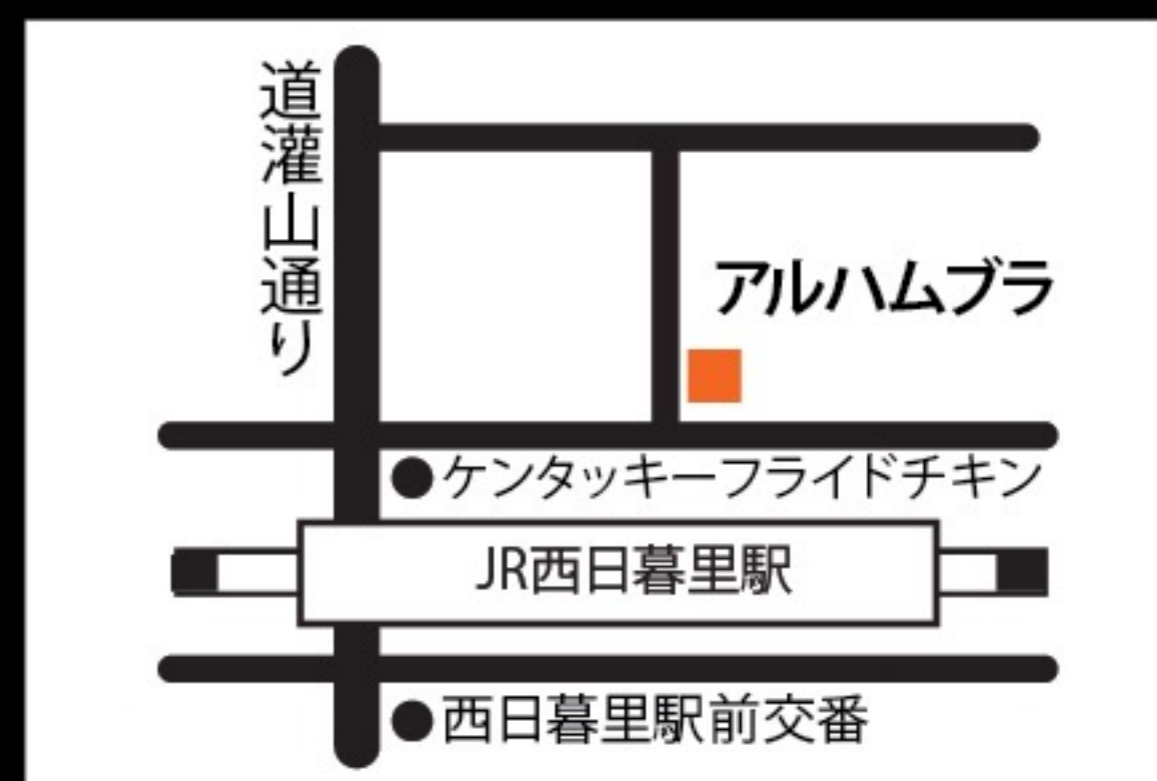 道灌山通り
アルハムブラ
ケンタッキーフライドチキン
JR西日暮里駅
西日暮里駅前交番